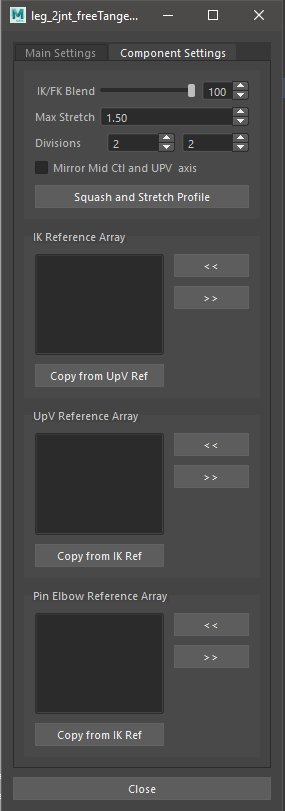 leg_2jnt_freeTange...
Main Settings Component Settings
IK/FK Blend 100
Max Stretch 1.50
Divisions 2 2
Mirror Mid Ctl and UPV axis
Squash and Stretch Profile
IK Reference Array
<<
>>
Copy from UpV Ref
UpV Reference Array
<<
>>
Copy from IK Ref
Pin Elbow Reference Array
<<
>>
Copy from IK Ref
Close